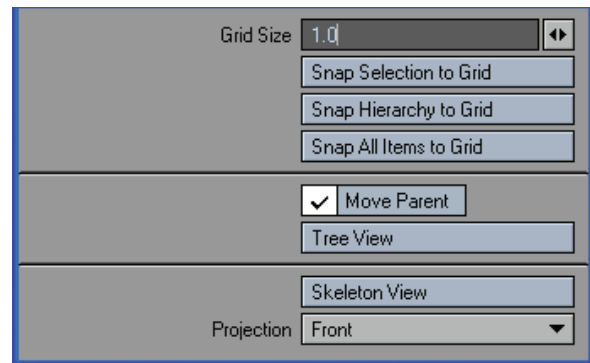 Grid Size 1.0
Snap Selection to Grid
Snap Hierarchy to Grid
Snap All Items to Grid
Move Parent
Tree View
Skeleton View
Projection Front